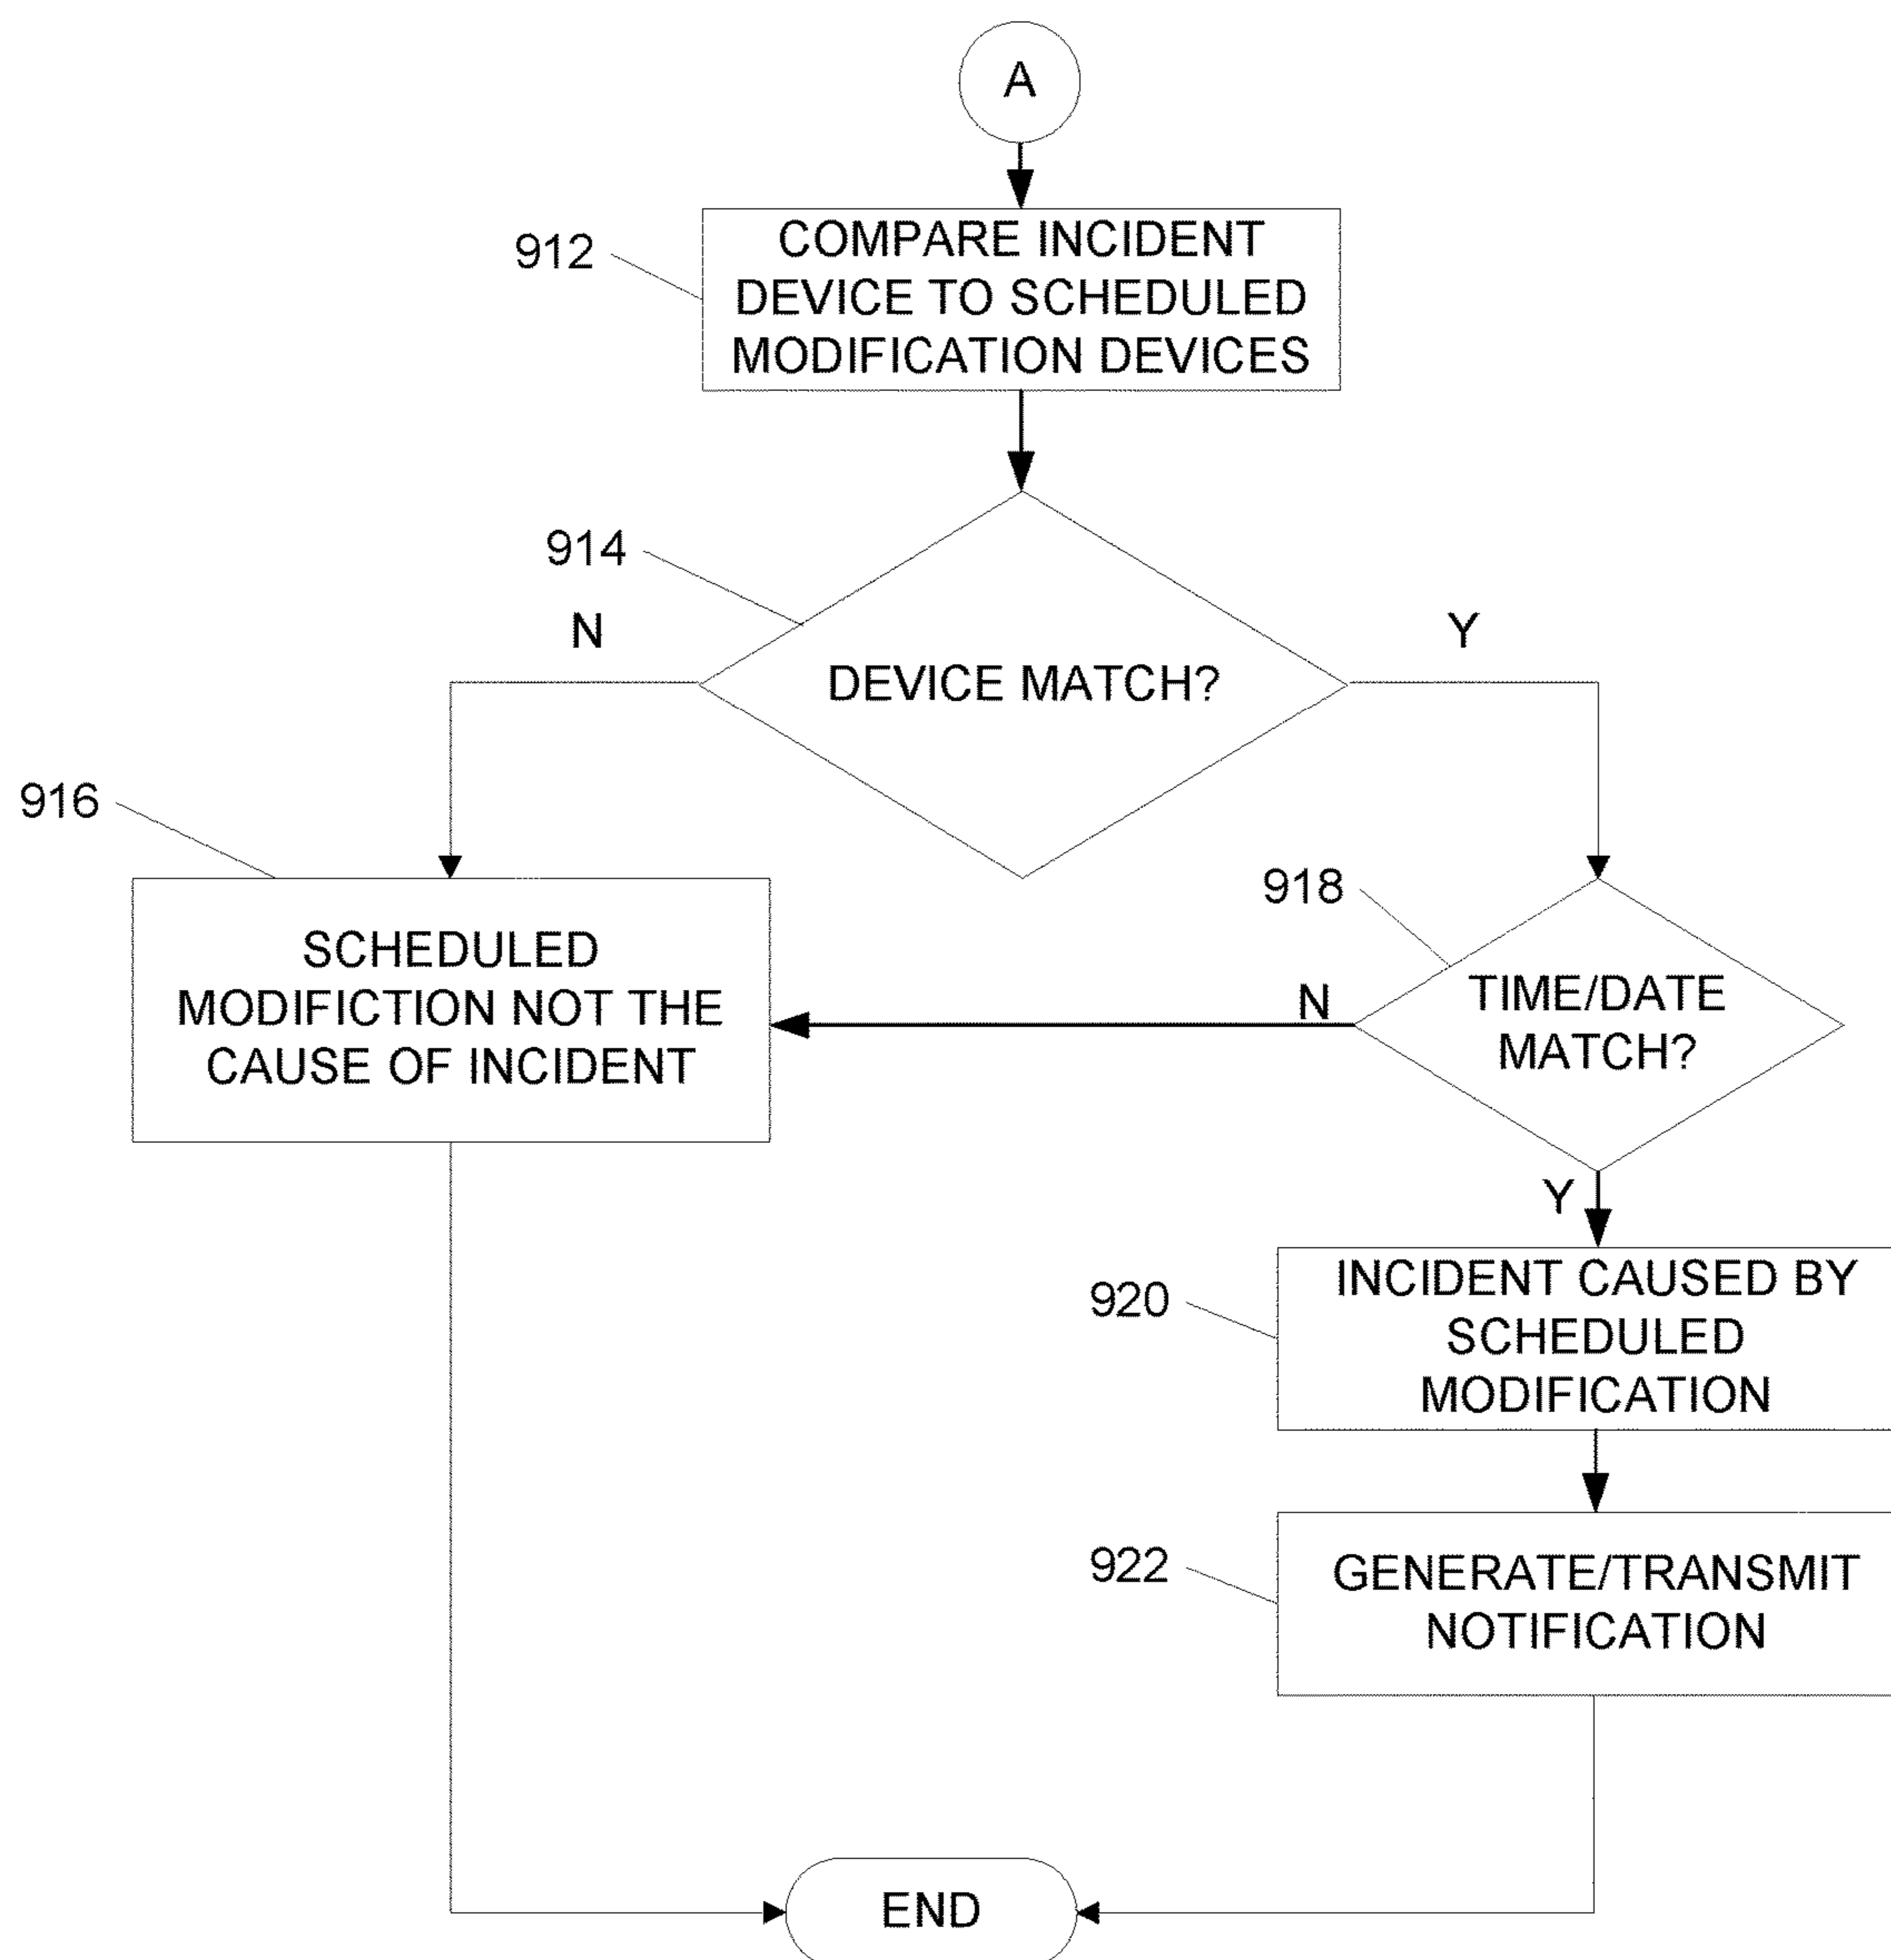 A
912
COMPARE INCIDENT
DEVICE TO SCHEDULED
MODIFICATION DEVICES
914
N
Y
DEVICE MATCH?
916
SCHEDULED
MODIFICTION NOT THE
CAUSE OF INCIDENT
918
N
TIME/DATE
MATCH?
Y
920
INCIDENT CAUSED BY
SCHEDULED
MODIFICATION
922
GENERATE/TRANSMIT
NOTIFICATION
END